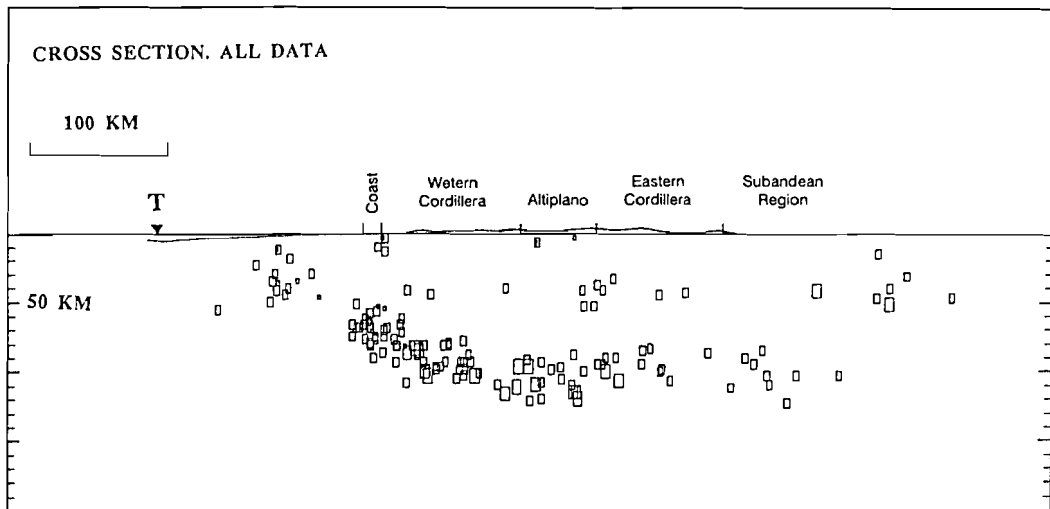 CROSS SECTION. ALL DATA
100 KM
T
Coast
Wetern
Cordillera
Altiplano
Eastern
Cordillera
Subandean
Region
50 KM